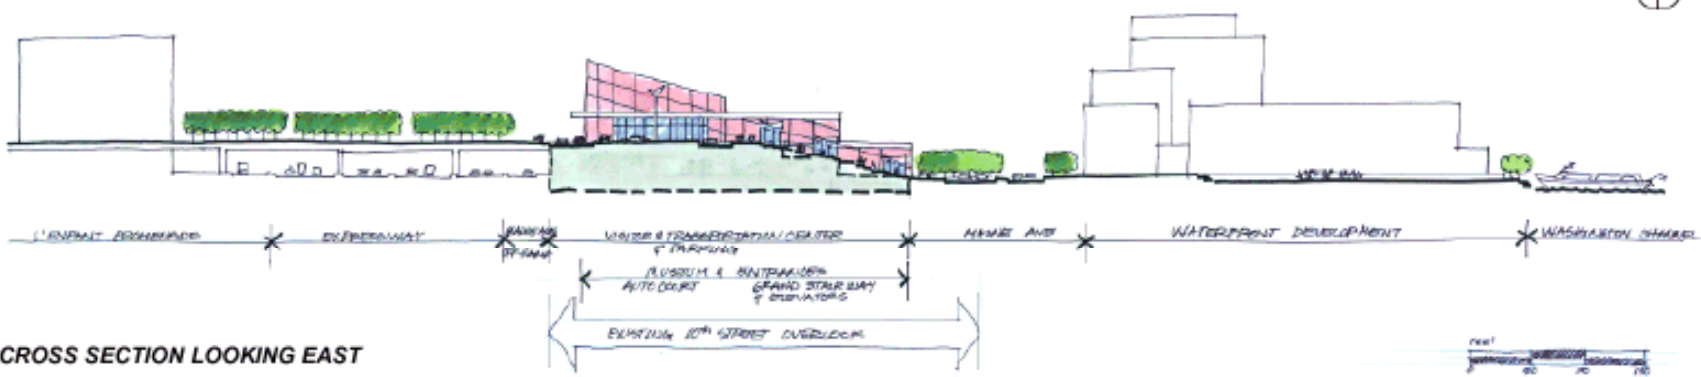 L'ENFANT PROMENADE
EXPRESSWAY
VISITOR & TRANSPORTATION CENTER
& PARKING
MAINE AVE
WATERFRONT DEVELOPMENT
WASHINGTON CHANNEL
MUSEUM & ENTRANCES
AUTO COURT
GRAND STAIRWAY
& ELEVATORS
EXISTING 10th STREET OVERLOOK
CROSS SECTION LOOKING EAST
feet